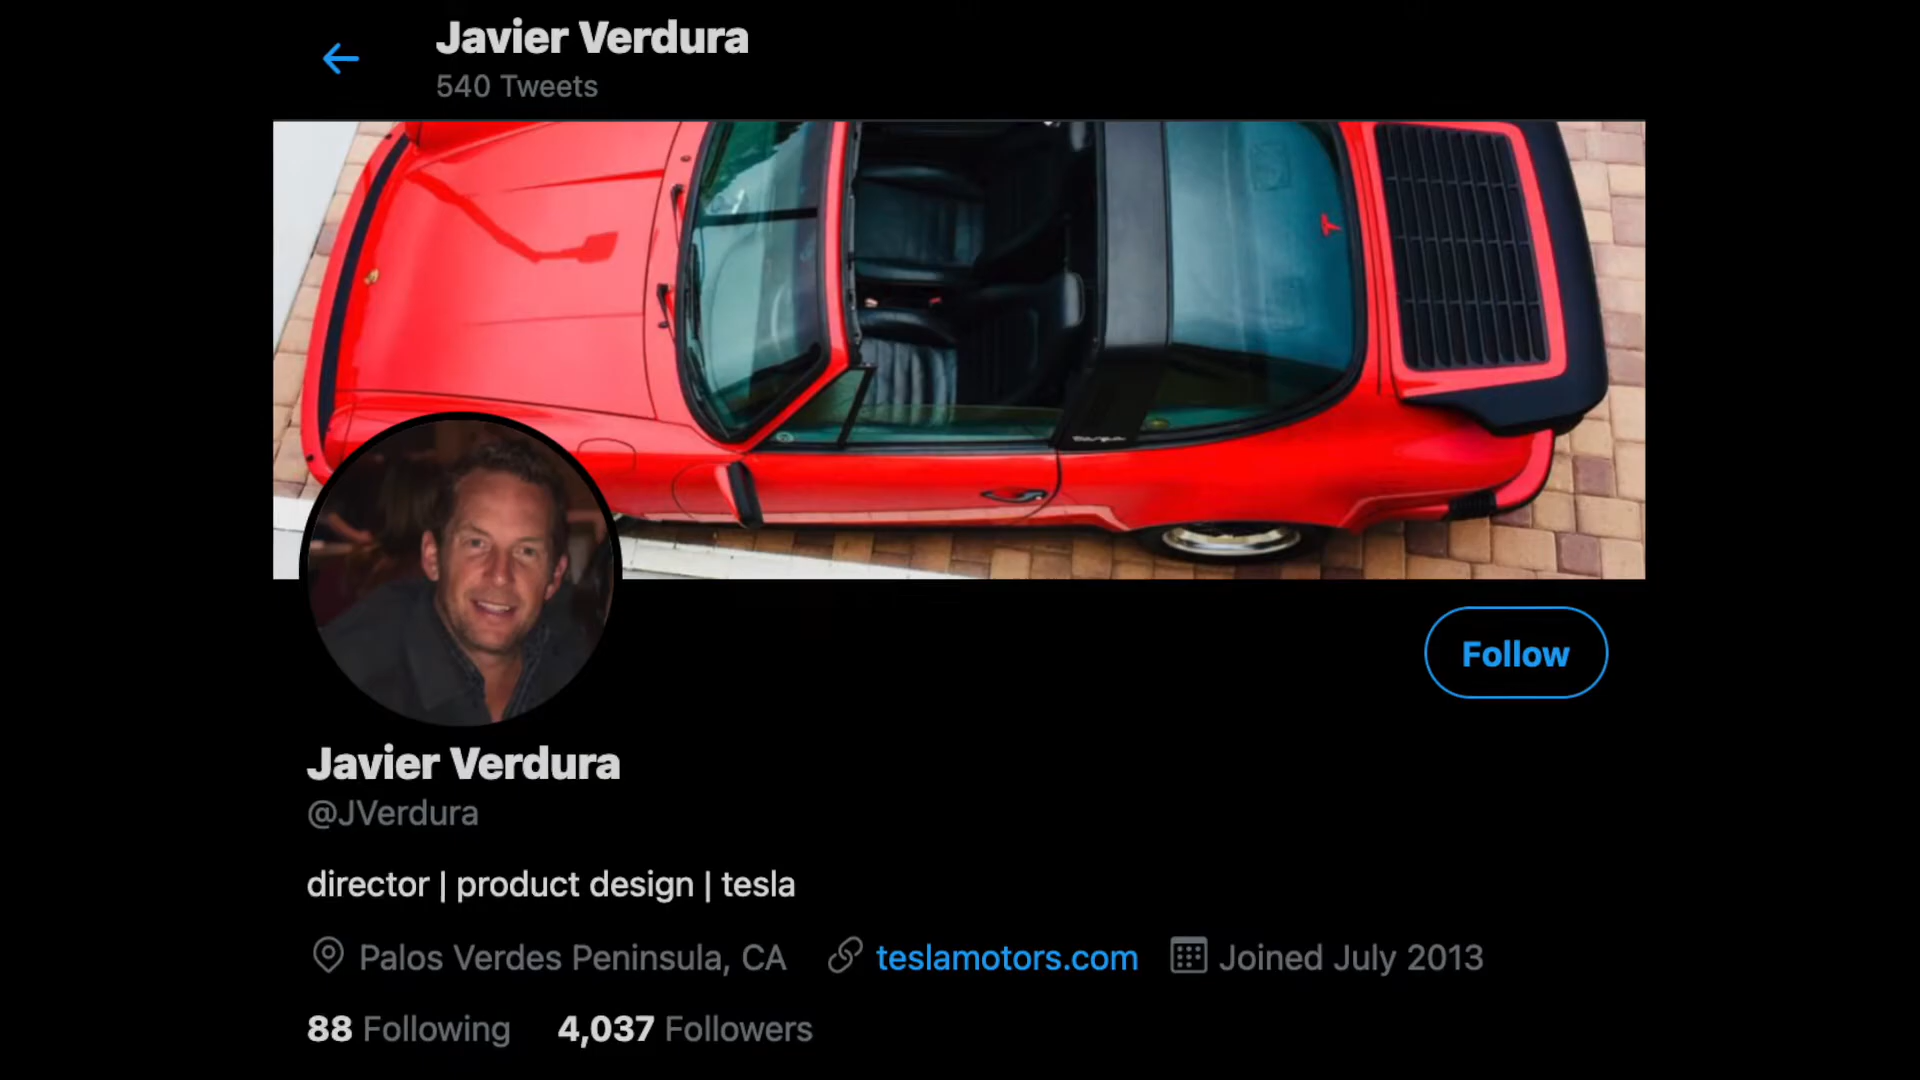 Javier Verdura
540 Tweets
targa
Follow
Javier Verdura
@JVerdura
director | product design | tesla
Palos Verdes Peninsula, CA teslamotors.com Joined July 2013
88 Following 4,037 Followers